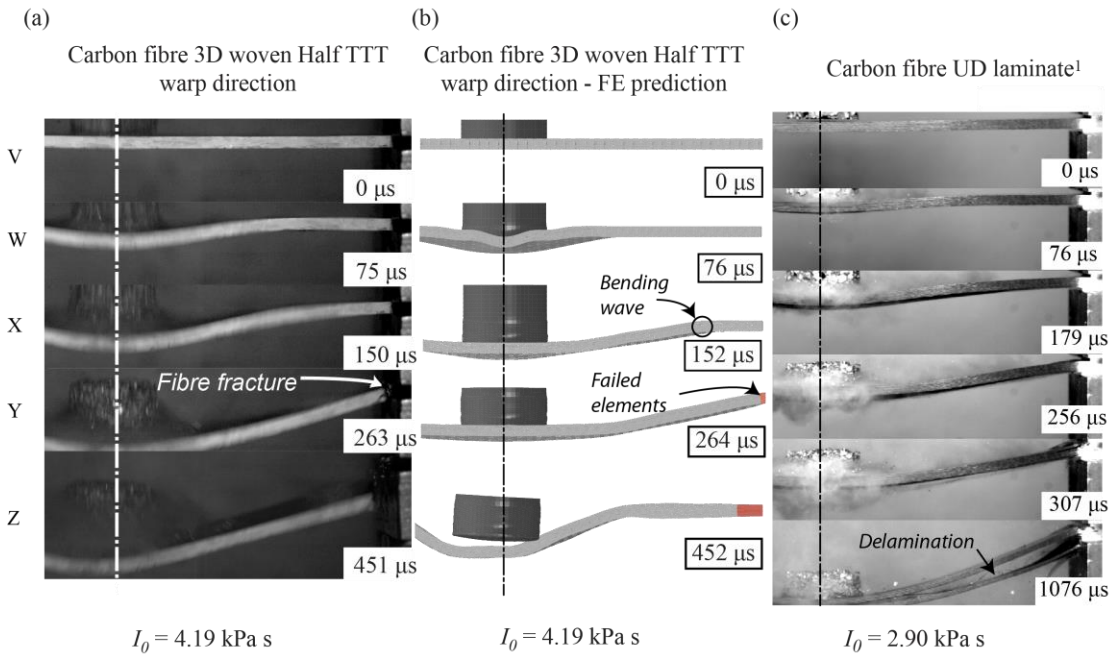 (a)
Carbon fibre 3D woven Half TTT
warp direction
V
0 μs
W
75 μs
X
150 μs
Fibre fracture
Y
263 μs
Z
451 μs
I0 = 4.19 kPa s
(b)
Carbon fibre 3D woven Half TTT
warp direction - FE prediction
0 μs
76 μs
Bending
wave
152 μs
Failed
elements
264 μs
452 μs
I0 = 4.19 kPa s
(c)
Carbon fibre UD laminate¹
0 μs
76 μs
179 μs
256 μs
307 μs
Delamination
1076 μs
I0 = 2.90 kPa s